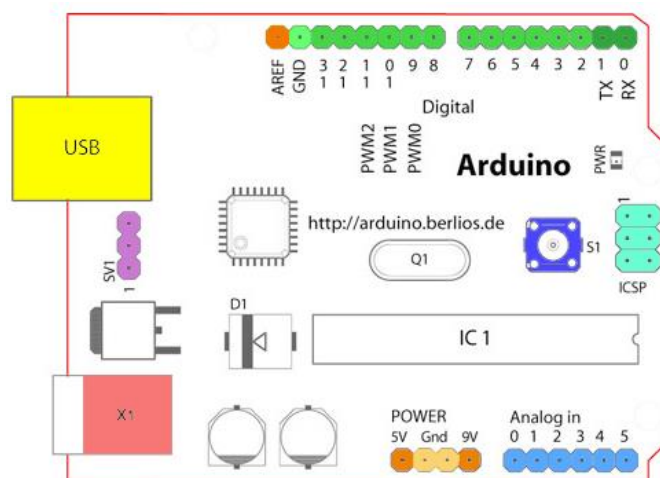 AREF
GND
13
12
11
10
9
8
7
6
5
4
3
2
1
0
TX
RX
Digital
USB
PWM2
PWM1
PWM0
Arduino
PWR
1
http://arduino.berlios.de
SV1
1
Q1
S1
ICSP
D1
IC 1
X1
POWER
5V Gnd 9V
Analog in
0 1 2 3 4 5